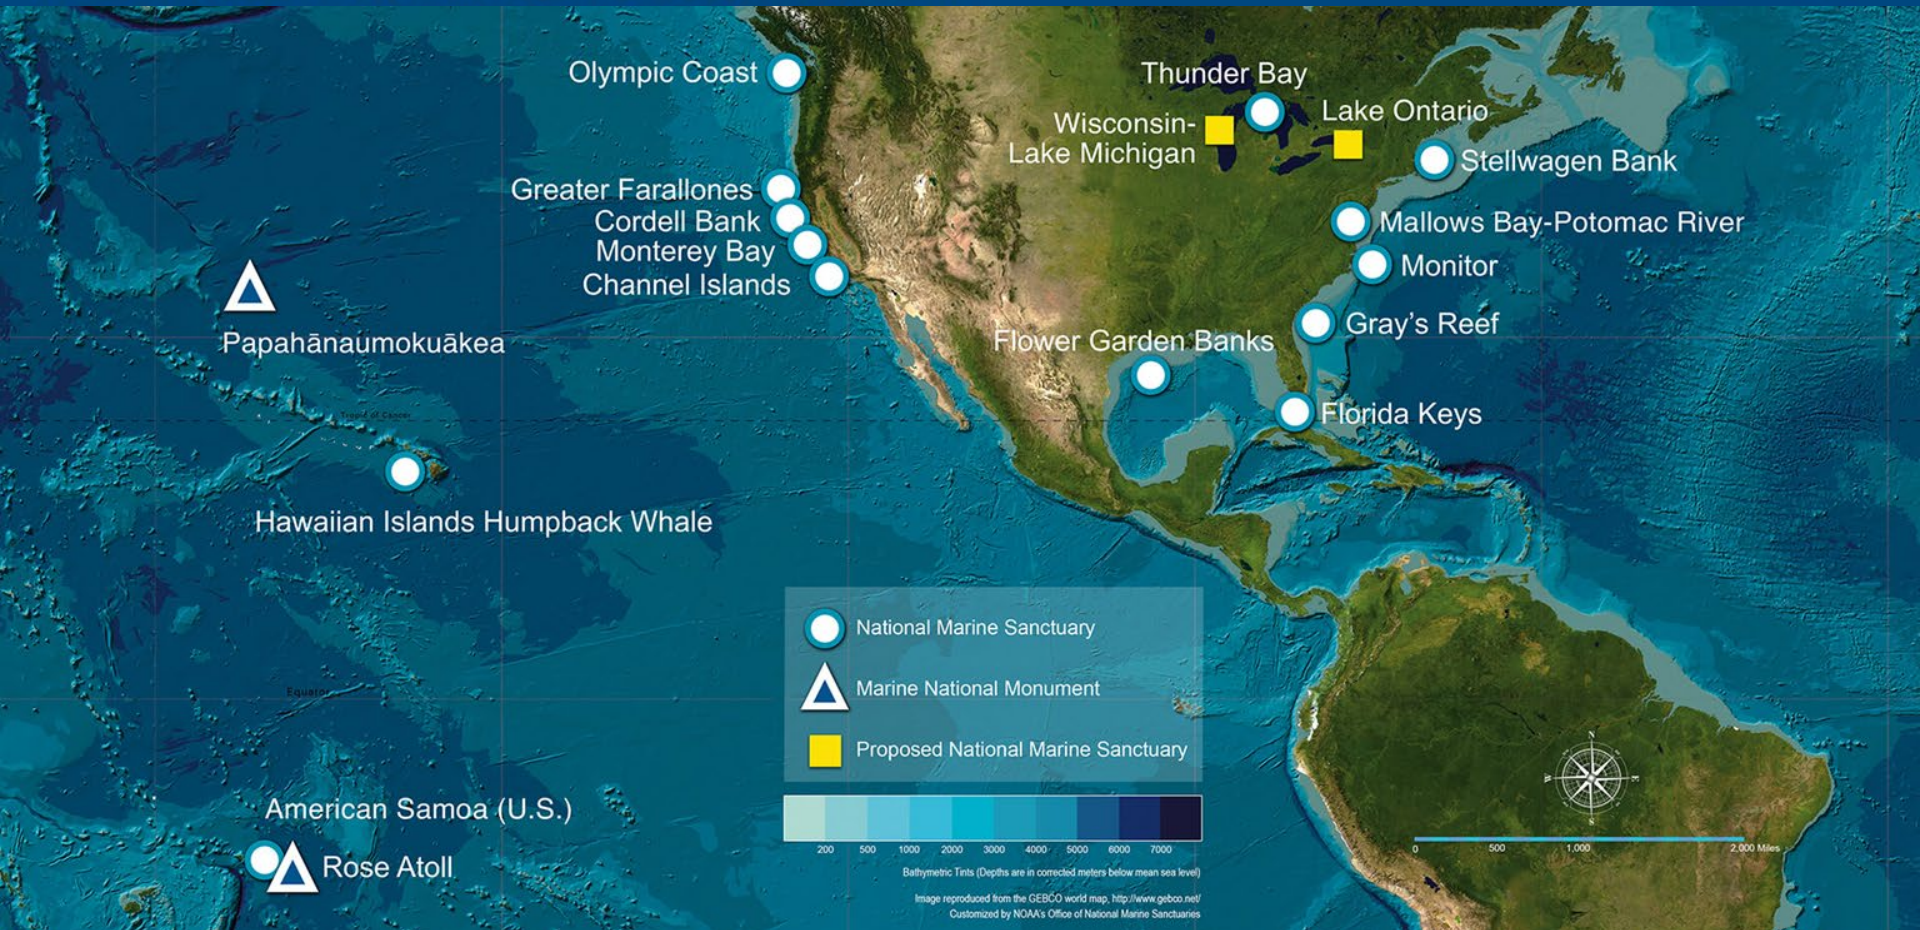 Olympic Coast
Thunder Bay
Lake Ontario
Wisconsin-
Lake Michigan
Stellwagen Bank
Greater Farallones
Cordell Bank
Monterey Bay
Channel Islands
Mallows Bay-Potomac River
Monitor
Gray's Reef
Flower Garden Banks
Florida Keys
Papahānaumokuākea
Tropic of Cancer
Hawaiian Islands Humpback Whale
National Marine Sanctuary
Marine National Monument
Proposed National Marine Sanctuary
Equator
American Samoa (U.S.)
Rose Atoll
200 500 1000 2000 3000 4000 5000 6000 7000
Bathymetric Tints (Depths are in corrected meters below mean sea level)
Image reproduced from the GEBCO world map, http://www.gebco.net/
Customized by NOAA's Office of National Marine Sanctuaries
N
W E
S
0 500 1,000 2,000 Miles